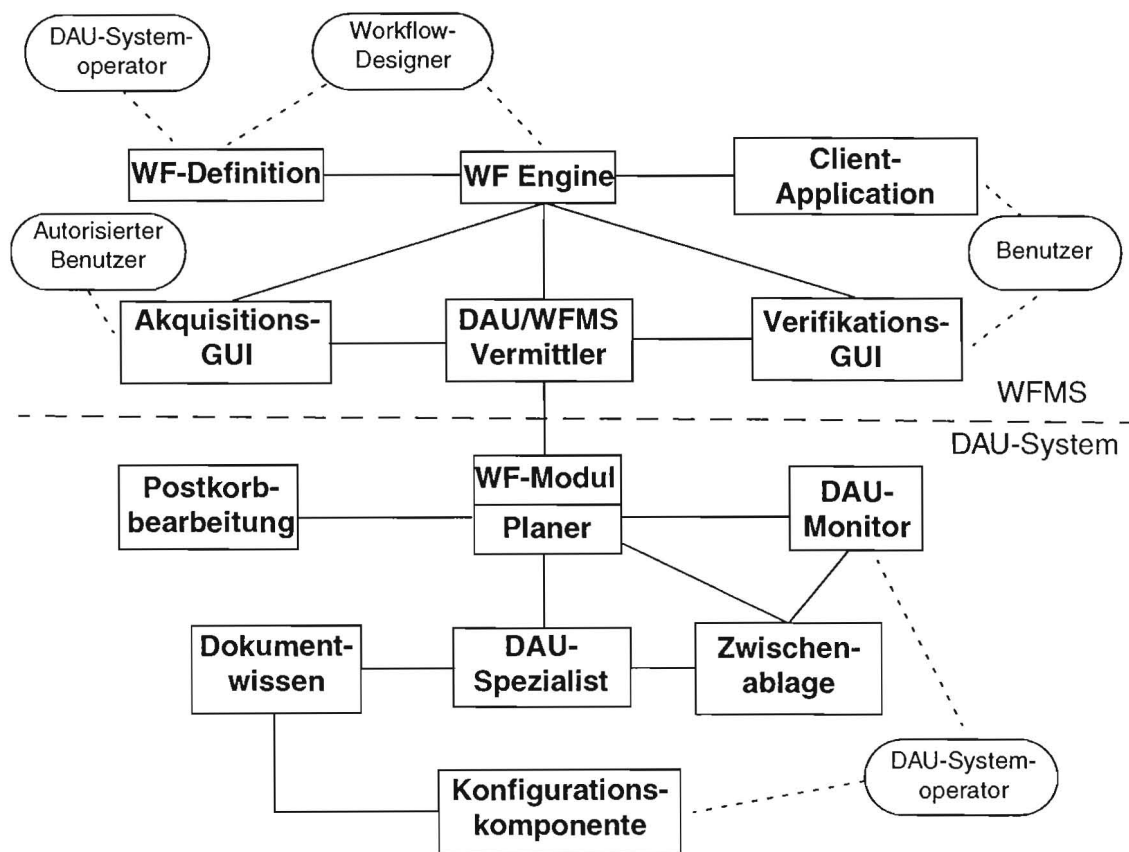 DAU-System-
operator
Workflow-
Designer
WF-Definition
WF Engine
Client-
Application
Autorisierter
Benutzer
Benutzer
Akquisitions-
GUI
DAU/WFMS
Vermittler
Verifikations-
GUI
WFMS
DAU-System
Postkorb-
bearbeitung
WF-Modul
Planer
DAU-
Monitor
Dokument-
wissen
DAU-
Spezialist
Zwischen-
ablage
DAU-System-
operator
Konfigurations-
komponente